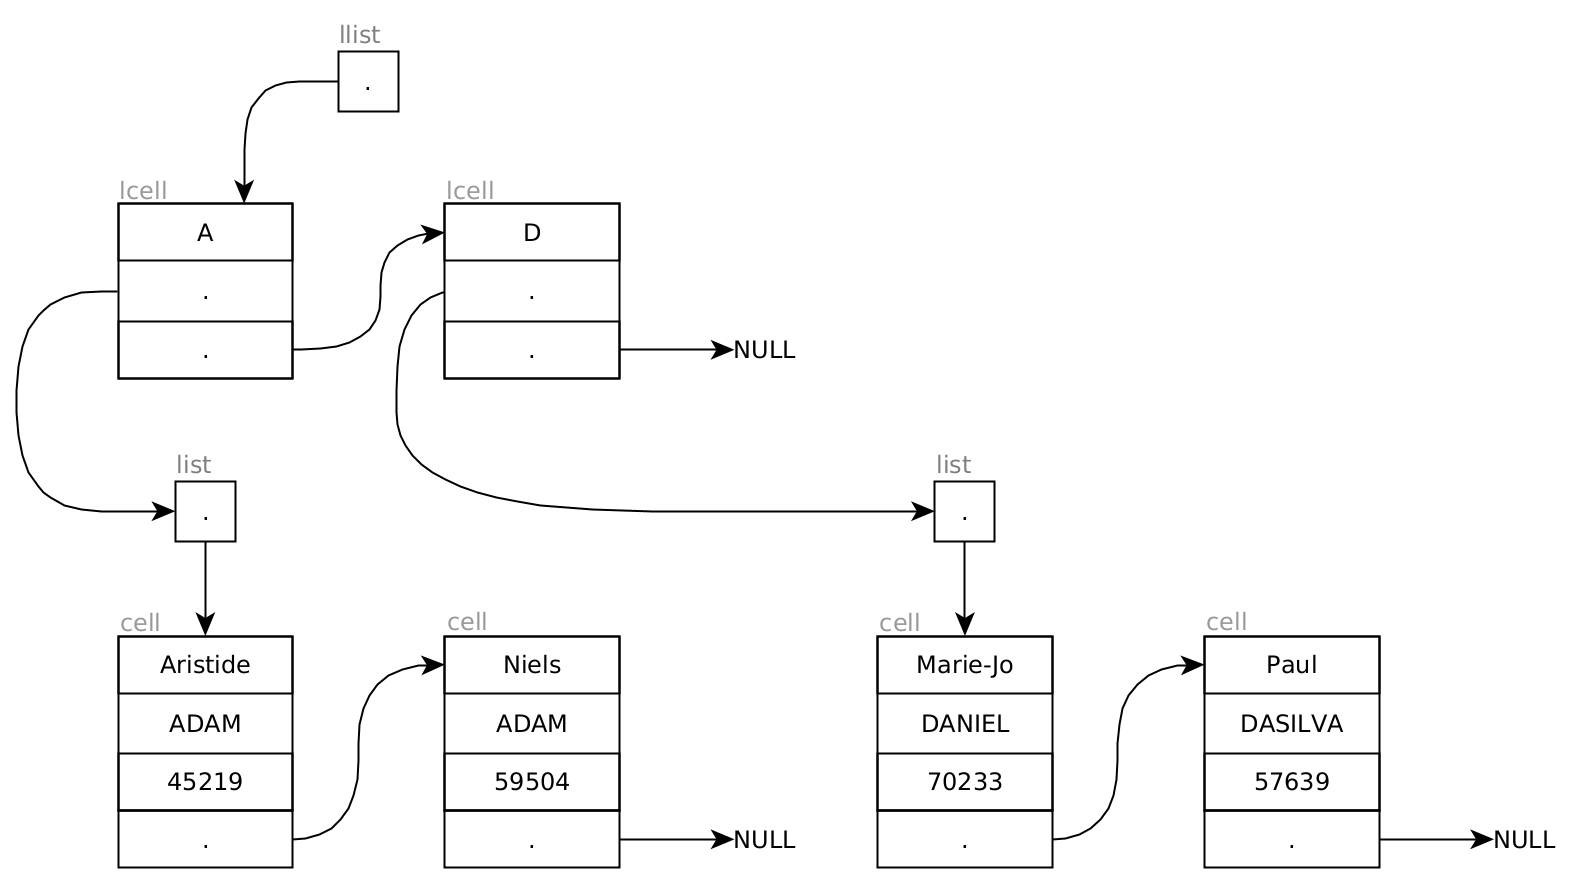 llist
.
lcell
A
.
.
lcell
D
.
.
NULL
list
.
list
.
cell
Aristide
ADAM
45219
.
cell
Niels
ADAM
59504
.
NULL
cell
Marie-Jo
DANIEL
70233
.
cell
Paul
DASILVA
57639
.
NULL